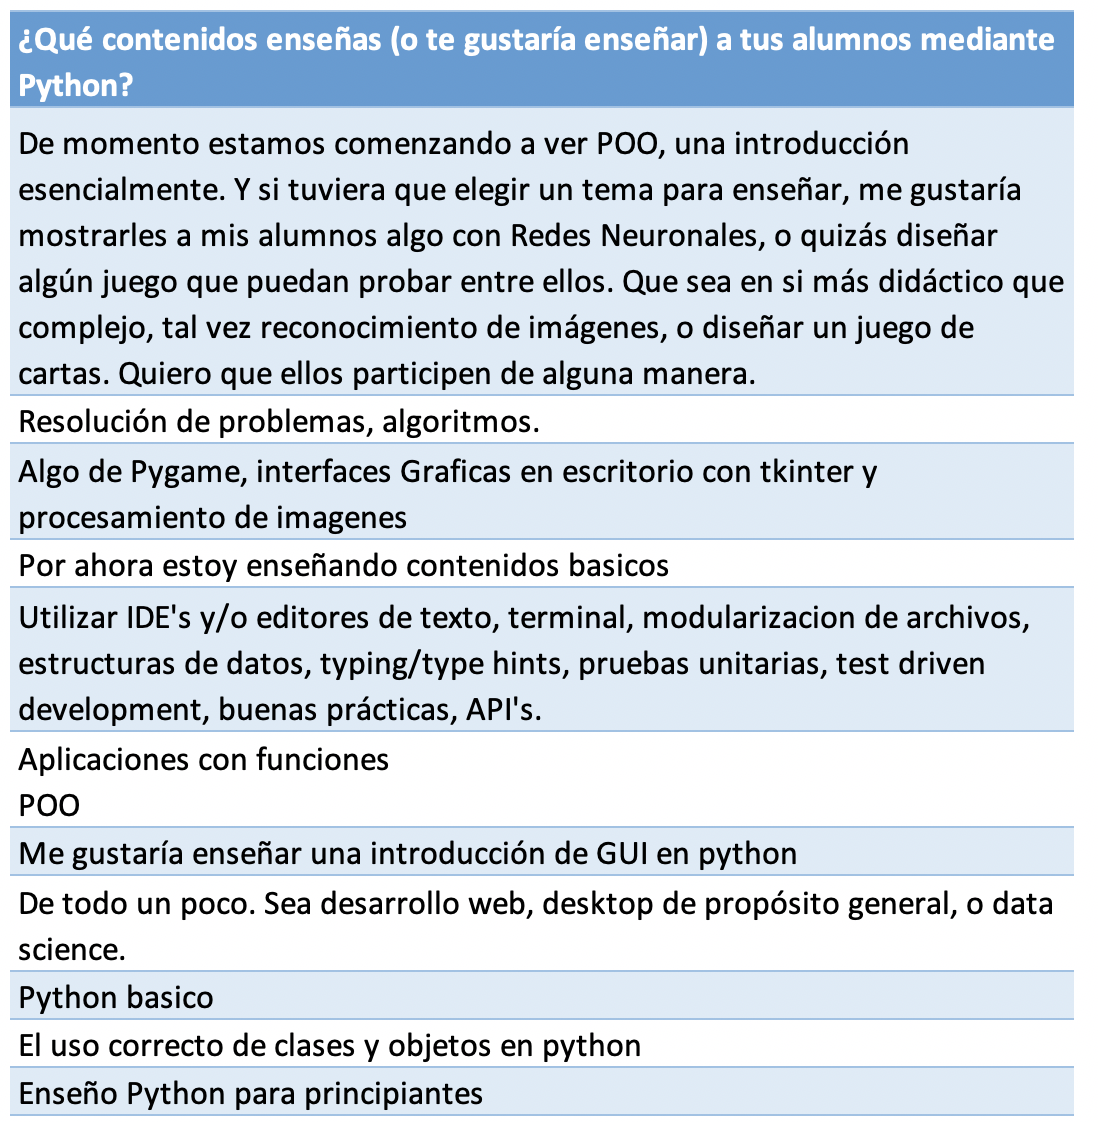 ¿Qué contenidos enseñas (o te gustaría enseñar) a tus alumnos mediante
Python?
De momento estamos comenzando a ver POO, una introducción
esencialmente. Y si tuviera que elegir un tema para enseñar, me gustaría
mostrarles a mis alumnos algo con Redes Neuronales, o quizás diseñar
algún juego que puedan probar entre ellos. Que sea en si más didáctico que
complejo, tal vez reconocimiento de imágenes, o diseñar un juego de
cartas. Quiero que ellos participen de alguna manera.
Resolución de problemas, algoritmos.
Algo de Pygame, interfaces Graficas en escritorio con tkinter y
procesamiento de imagenes
Por ahora estoy enseñando contenidos basicos
Utilizar IDE's y/o editores de texto, terminal, modularizacion de archivos,
estructuras de datos, typing/type hints, pruebas unitarias, test driven
development, buenas prácticas, API's.
Aplicaciones con funciones
POO
Me gustaría enseñar una introducción de GUI en python
De todo un poco. Sea desarrollo web, desktop de propósito general, o data
science.
Python basico
El uso correcto de clases y objetos en python
Enseño Python para principiantes